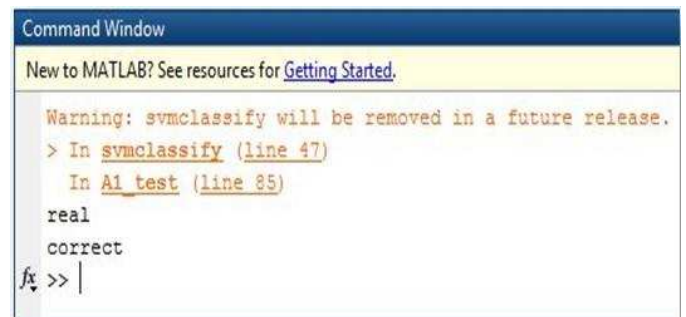 Command Window
New to MATLAB? See resources for Getting Started.
Warning: svmclassify will be removed in a future release.
> In svmclassify (line 47)
In A1_test (line 85)
real
correct
fx >>